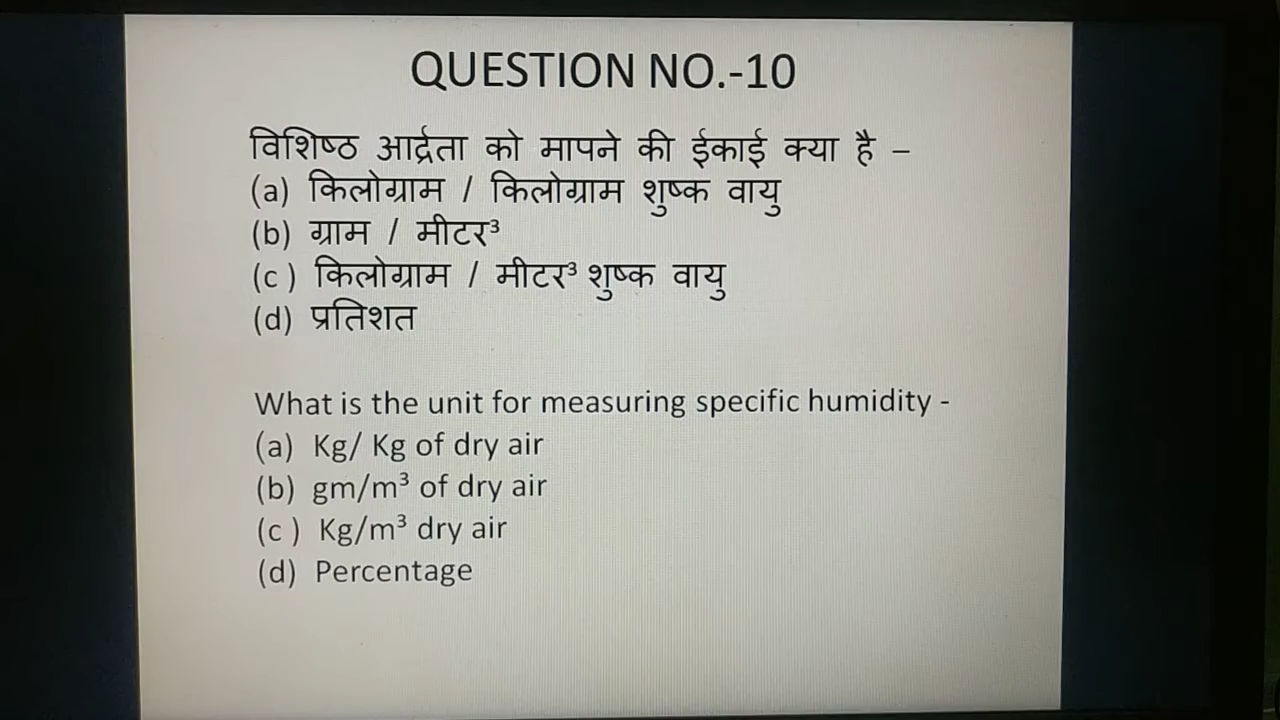 QUESTION NO.-10
विशिष्ठ आर्द्रता को मापने की ईकाई क्या है –
(a) किलोग्राम / किलोग्राम शुष्क वायु
(b) ग्राम / मीटर³
(c ) किलोग्राम / मीटर³ शुष्क वायु
(d) प्रतिशत
What is the unit for measuring specific humidity -
(a) Kg/ Kg of dry air
(b) gm/m³ of dry air
(c ) Kg/m³ dry air
(d) Percentage